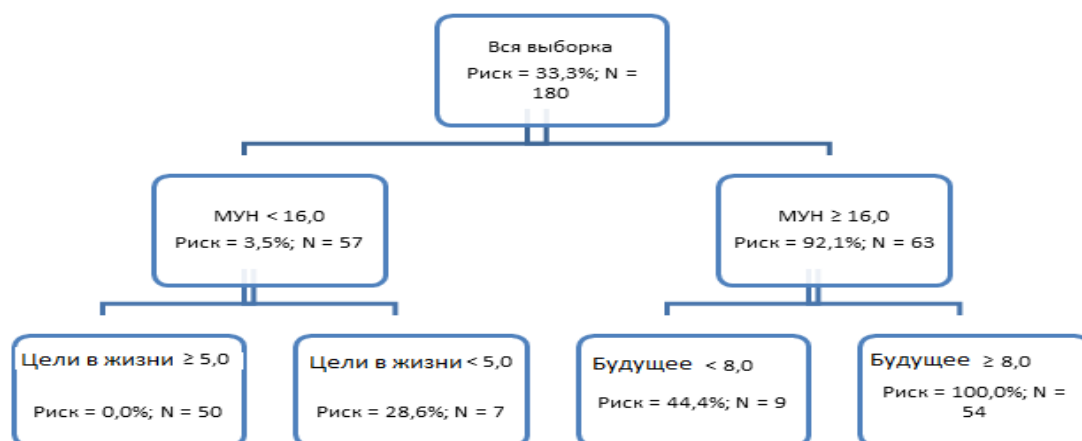 Вся выборка
Риск = 33,3%; N =
180
МУН < 16,0
Риск = 3,5%; N = 57
МУН ≥ 16,0
Риск = 92,1%; N = 63
Цели в жизни ≥ 5,0
Риск = 0,0%; N = 50
Цели в жизни < 5,0
Риск = 28,6%; N = 7
Будущее < 8,0
Риск = 44,4%; N = 9
Будущее ≥ 8,0
Риск = 100,0%; N =
54